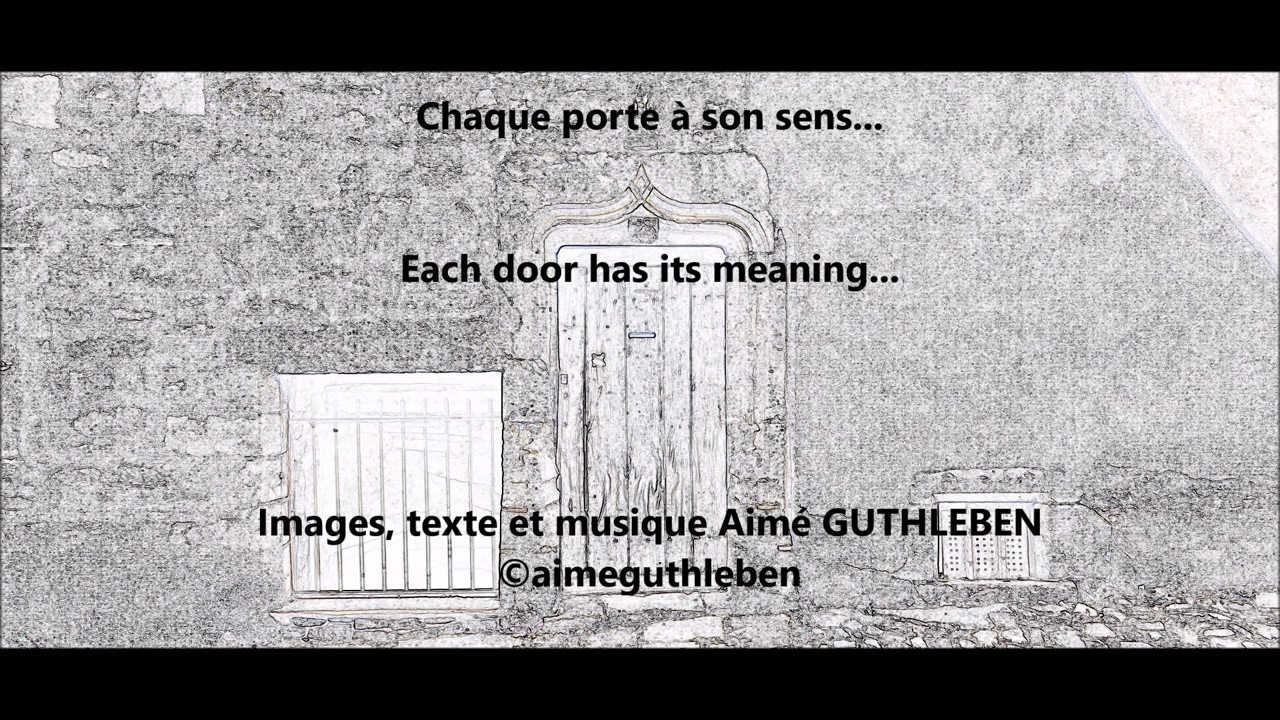 Chaque porte à son sens...
Each door has its meaning...
Images, texte et musique Aimé GUTHLEBEN
©aimeguthleben